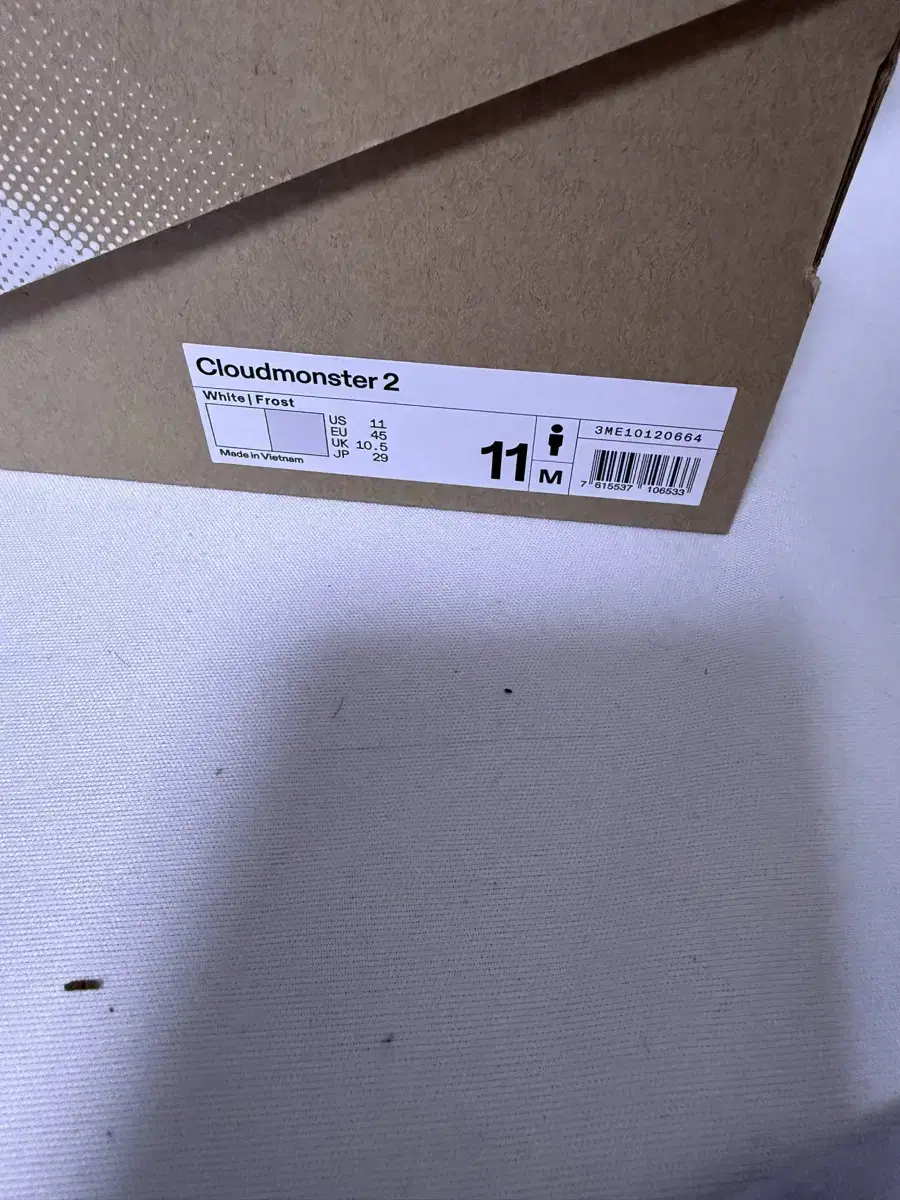 Cloudmonster 2
White | Frost
US 11
EU 45
UK 10.5
JP 29
Made in Vietnam
11
M
3ME10120664
7 615537 106533